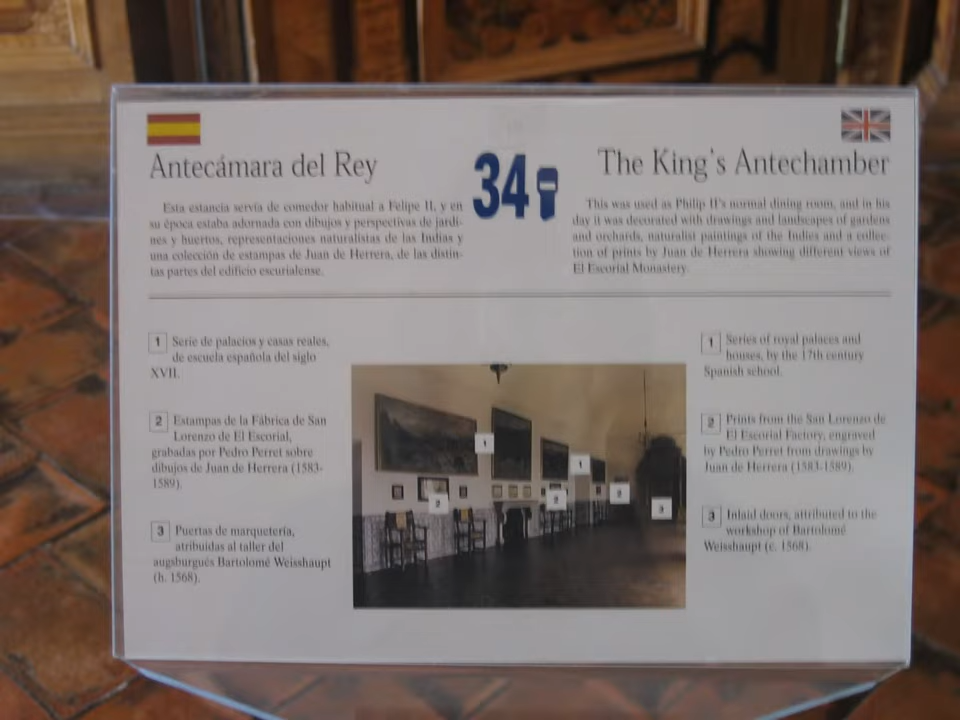 Antecámara del Rey
Esta estancia servía de comedor habitual a Felipe II, y en
su época estaba adornada con dibujos y perspectivas de jardi-
nes y huertos, representaciones naturalistas de las Indias y
una colección de estampas de Juan de Herrera, de las distin-
tas partes del edificio escurialense.
34
The King's Antechamber
This was used as Philip II's normal dining room, and in his
day it was decorated with drawings and landscapes of gardens
and orchards, naturalist paintings of the Indies and a collec-
tion of prints by Juan de Herrera showing different views of
El Escorial Monastery.
1 Serie de palacios y casas reales,
de escuela española del siglo
XVII.
2 Estampas de la Fábrica de San
Lorenzo de El Escorial,
grabadas por Pedro Perret sobre
dibujos de Juan de Herrera (1583-
1589).
3 Puertas de marquetería,
atribuidas al taller del
augsburgués Bartolomé Weisshaupt
(h. 1568).
1
1
2
2
2
3
1 Series of royal palaces and
houses, by the 17th century
Spanish school.
2 Prints from the San Lorenzo de
El Escorial Factory, engraved
by Pedro Perret from drawings by
Juan de Herrera (1583-1589).
3 Inlaid doors, attributed to the
workshop of Bartolomé
Weisshaupt (c. 1568).